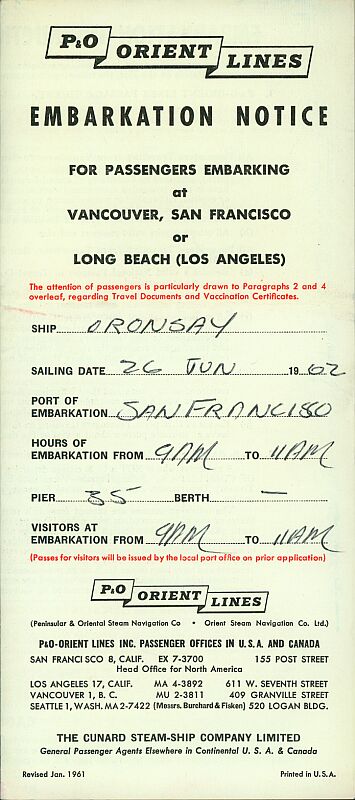 P&O ORIENT LINES
EMBARKATION NOTICE
FOR PASSENGERS EMBARKING
at
VANCOUVER, SAN FRANCISCO
or
LONG BEACH (LOS ANGELES)
The attention of passengers is particularly drawn to Paragraphs 2 and 4
overleaf, regarding Travel Documents and Vaccination Certificates.
SHIP ORONSAY
SAILING DATE 26 JUN 1962
PORT OF
EMBARKATION SAN FRANCISCO
HOURS OF
EMBARKATION FROM 9AM TO 11AM
PIER 35 BERTH —
VISITORS AT
EMBARKATION FROM 9AM TO 11AM
(Passes for visitors will be issued by the local port office on prior application)
P&O ORIENT LINES
(Peninsular & Oriental Steam Navigation Co • Orient Steam Navigation Co. Ltd.)
P&O-ORIENT LINES INC. PASSENGER OFFICES IN U.S.A. AND CANADA
SAN FRANCISCO 8, CALIF. EX 7-3700 155 POST STREET
Head Office for North America
LOS ANGELES 17, CALIF. MA 4-3892 611 W. SEVENTH STREET
VANCOUVER 1, B. C. MU 2-3811 409 GRANVILLE STREET
SEATTLE 1, WASH. MA 2-7422 (Messrs. Burchard & Fisken) 520 LOGAN BLDG.
THE CUNARD STEAM-SHIP COMPANY LIMITED
General Passenger Agents Elsewhere in Continental U. S. A. & Canada
Revised Jan. 1961 Printed in U.S.A.